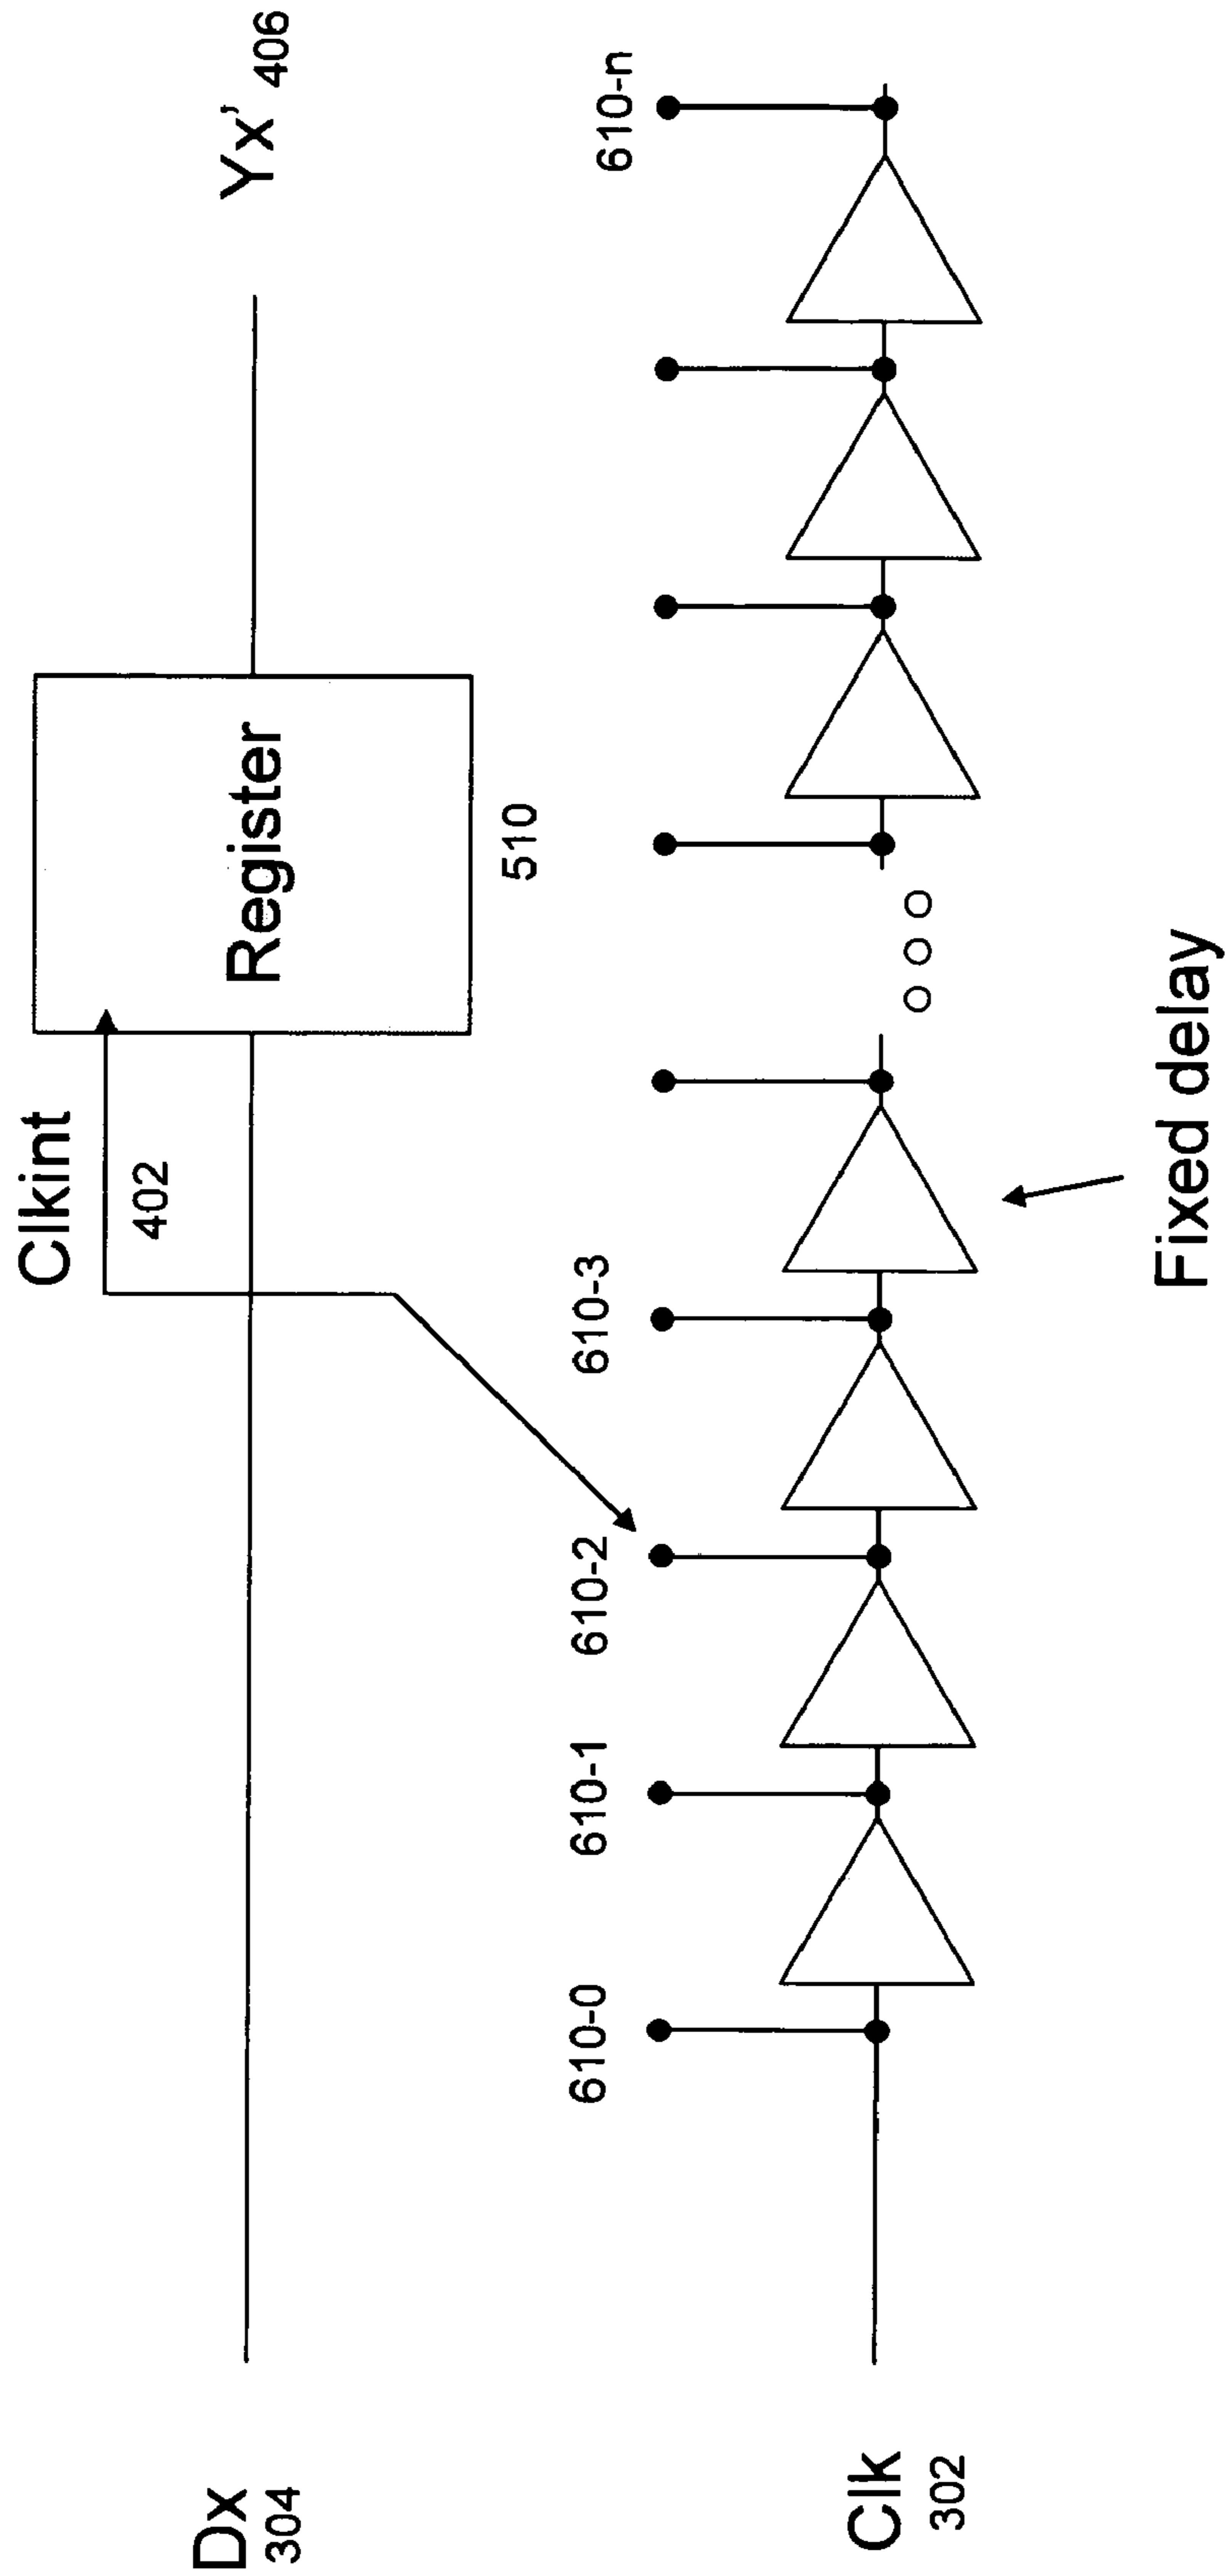 Clkint
402
Dx
304
Register
510
Yx’ 406
610-0
610-1
610-2
610-3
610-n
Clk
302
Fixed delay